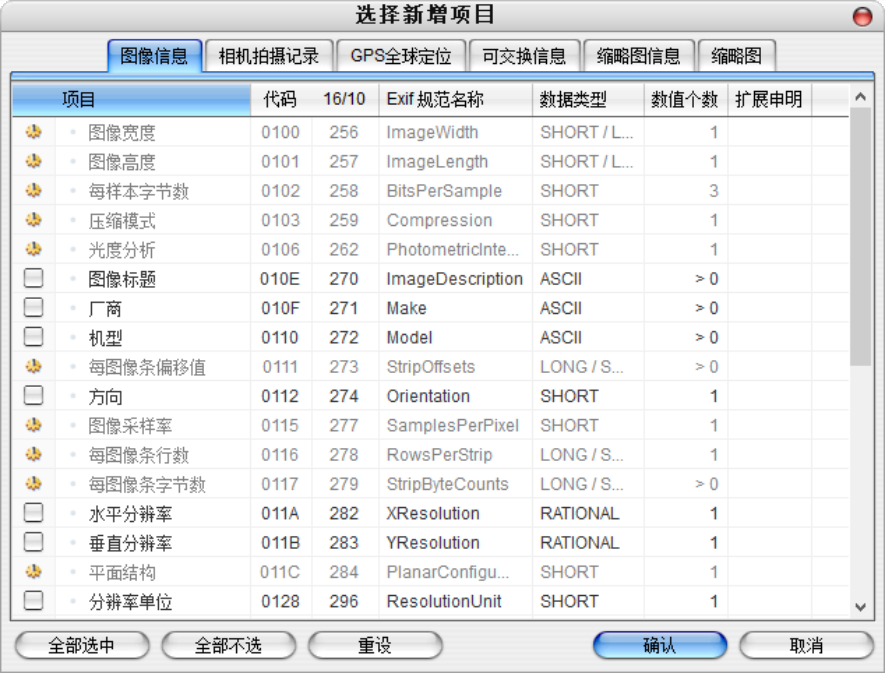 选择新增项目
图像信息 相机拍摄记录 GPS全球定位 可交换信息 缩略图信息 缩略图
项目 代码 16/10 Exif 规范名称 数据类型 数值个数 扩展申明
图像宽度 0100 256 ImageWidth SHORT / L... 1
图像高度 0101 257 ImageLength SHORT / L... 1
每样本字节数 0102 258 BitsPerSample SHORT 3
压缩模式 0103 259 Compression SHORT 1
光度分析 0106 262 PhotometricInte... SHORT 1
图像标题 010E 270 ImageDescription ASCII > 0
厂商 010F 271 Make ASCII > 0
机型 0110 272 Model ASCII > 0
每图像条偏移值 0111 273 StripOffsets LONG / S... > 0
方向 0112 274 Orientation SHORT 1
图像采样率 0115 277 SamplesPerPixel SHORT 1
每图像条行数 0116 278 RowsPerStrip LONG / S... 1
每图像条字节数 0117 279 StripByteCounts LONG / S... > 0
水平分辨率 011A 282 XResolution RATIONAL 1
垂直分辨率 011B 283 YResolution RATIONAL 1
平面结构 011C 284 PlanarConfigu... SHORT 1
分辨率单位 0128 296 ResolutionUnit SHORT 1
全部选中 全部不选 重设 确认 取消